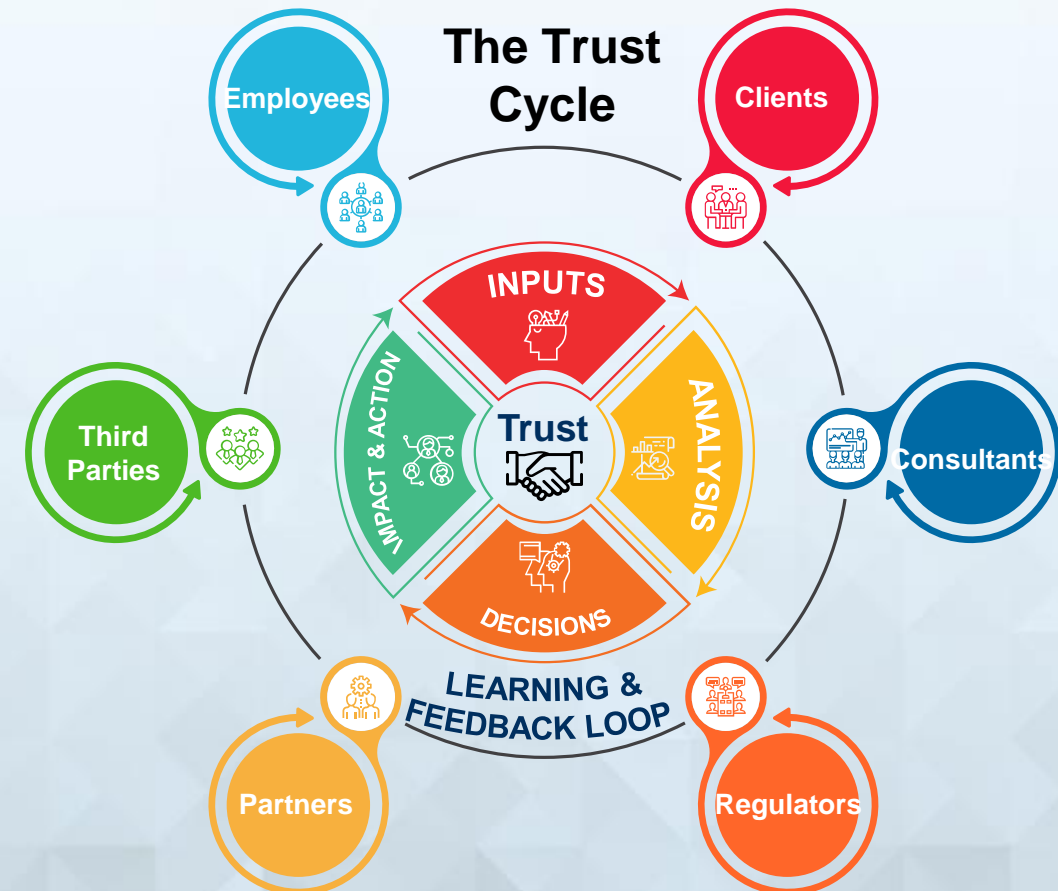 The Trust
Cycle
Employees
Clients
INPUTS
ANALYSIS
DECISIONS
IMPACT & ACTION
Trust
Third
Parties
Consultants
LEARNING &
FEEDBACK LOOP
Partners
Regulators